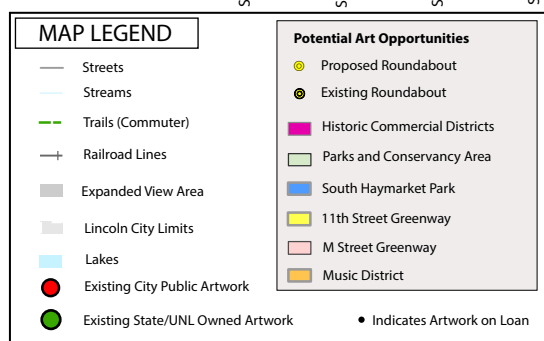 MAP LEGEND
Streets
Streams
Trails (Commuter)
Railroad Lines
Expanded View Area
Lincoln City Limits
Lakes
Existing City Public Artwork
Existing State/UNL Owned Artwork
Potential Art Opportunities
Proposed Roundabout
Existing Roundabout
Historic Commercial Districts
Parks and Conservancy Area
South Haymarket Park
11th Street Greenway
M Street Greenway
Music District
• Indicates Artwork on Loan